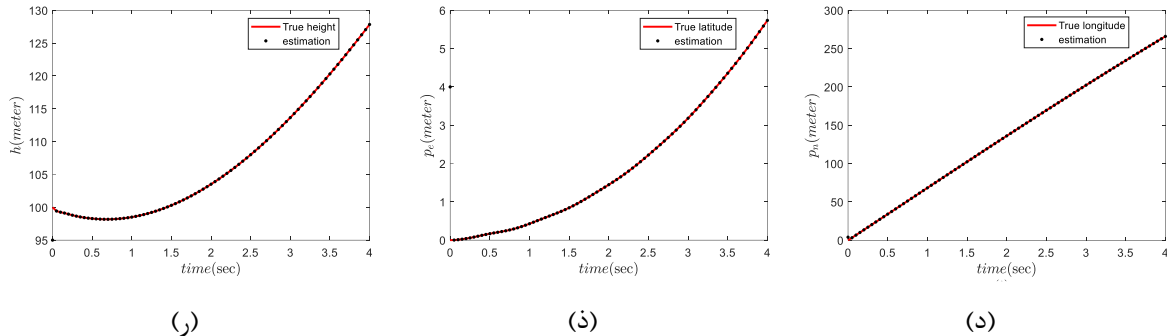 130
125
120
115
110
105
100
95
h(meter)
True height
estimation
0 0.5 1 1.5 2 2.5 3 3.5 4
time(sec)
(ر)
6
5
4
3
2
1
0
p_e(meter)
True latitude
estimation
0 0.5 1 1.5 2 2.5 3 3.5 4
time(sec)
(ذ)
300
250
200
150
100
50
0
p_n(meter)
True longitude
estimation
0 0.5 1 1.5 2 2.5 3 3.5 4
time(sec)
(د)